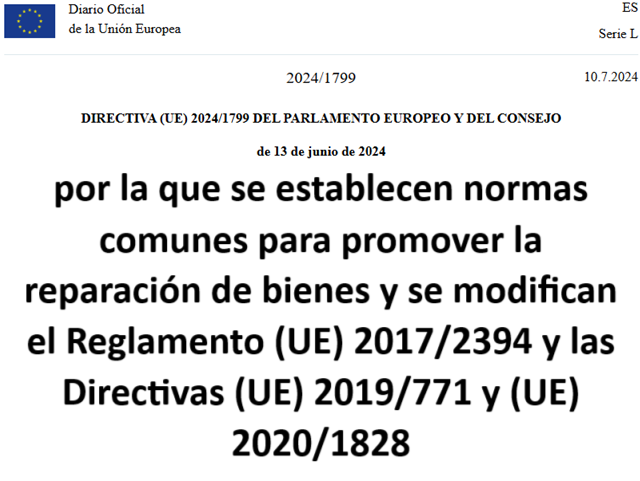 Diario Oficial
de la Unión Europea
ES
Serie L
2024/1799
10.7.2024
DIRECTIVA (UE) 2024/1799 DEL PARLAMENTO EUROPEO Y DEL CONSEJO
de 13 de junio de 2024
por la que se establecen normas
comunes para promover la
reparación de bienes y se modifican
el Reglamento (UE) 2017/2394 y las
Directivas (UE) 2019/771 y (UE)
2020/1828